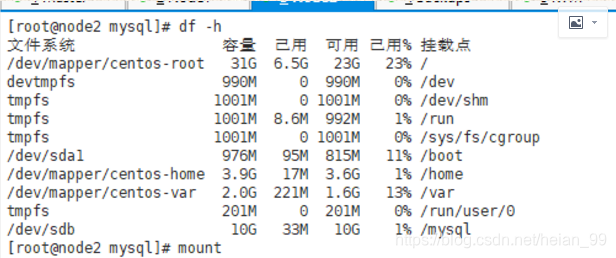 [root@node2 mysql]# df -h
文件系统 容量 已用 可用 已用% 挂载点
/dev/mapper/centos-root 31G 6.5G 23G 23% /
devtmpfs 990M 0 990M 0% /dev
tmpfs 1001M 0 1001M 0% /dev/shm
tmpfs 1001M 8.6M 992M 1% /run
tmpfs 1001M 0 1001M 0% /sys/fs/cgroup
/dev/sda1 976M 95M 815M 11% /boot
/dev/mapper/centos-home 3.9G 17M 3.6G 1% /home
/dev/mapper/centos-var 2.0G 221M 1.6G 13% /var
tmpfs 201M 0 201M 0% /run/user/0
/dev/sdb 10G 33M 10G 1% /mysql
[root@node2 mysql]# mount
https://blog.csdn.net/heian_99